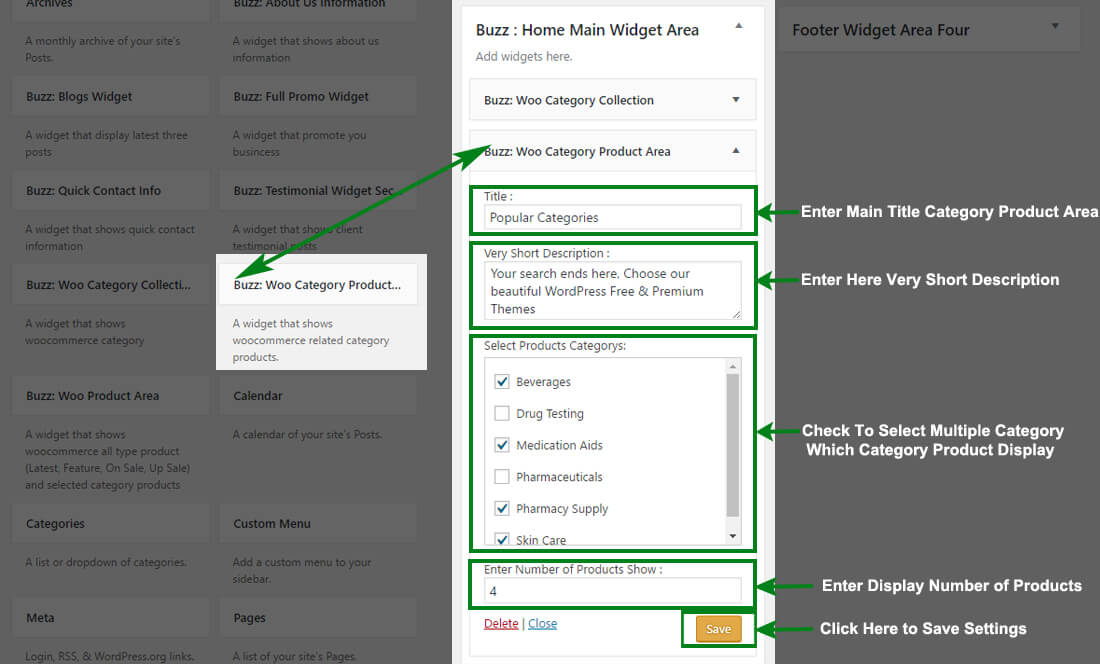 Archives
Buzz: About Us Information
A monthly archive of your site's
Posts.
A widget that shows about us
information
Buzz: Blogs Widget
Buzz: Full Promo Widget
A widget that display latest three
posts
A widget that promote you
buisiness
Buzz: Quick Contact Info
Buzz: Testimonial Widget Sec...
A widget that shows quick contact
information
A widget that shows client
testimonial posts
Buzz: Woo Category Collecti...
Buzz: Woo Category Product...
A widget that shows
woocommerce category
A widget that shows
woocommerce related category
products.
Buzz: Woo Product Area
Calendar
A widget that shows
woocommerce all type product
(Latest, Feature, On Sale, Up Sale)
and selected category products
A calendar of your site's Posts.
Categories
Custom Menu
A list or dropdown of categories.
Add a custom menu to your
sidebar.
Meta
Pages
Login, RSS, & WordPress.org links.
A list of your site's Pages.
Buzz : Home Main Widget Area
Add widgets here.
Buzz: Woo Category Collection
Buzz: Woo Category Product Area
Title :
Popular Categories
Very Short Description :
Your search ends here, Choose our
beautiful WordPress Free & Premium
Themes
Select Products Categorys:
Beverages
Drug Testing
Medication Aids
Pharmaceuticals
Pharmacy Supply
Skin Care
Enter Number of Products Show :
4
Delete | Close
Save
Footer Widget Area Four
Enter Main Title Category Product Area
Enter Here Very Short Description
Check To Select Multiple Category
Which Category Product Display
Enter Display Number of Products
Click Here to Save Settings